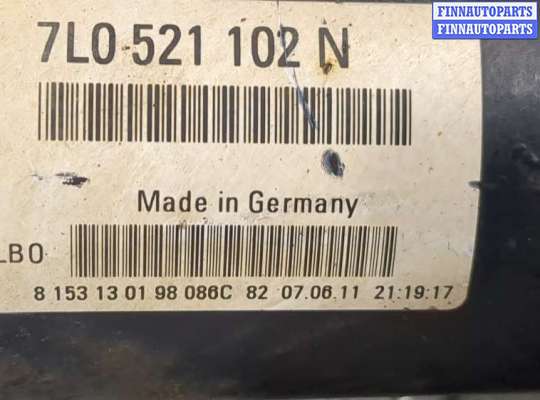 FINNAUTOPARTS
FINNAUTOPARTS
7L0 521 102 N
Made in Germany
LB0
8 153 13 01 98 086C 82 07.06.11 21:19:17